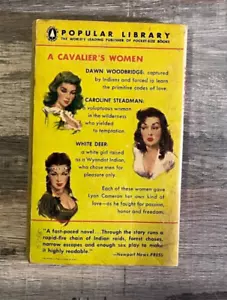 POPULAR LIBRARY
THE WORLD'S LEADING PUBLISHER OF POCKET-SIZE BOOKS
A CAVALIER'S WOMEN
DAWN WOODBRIDGE: captured
by Indians and forced to learn
the primitive codes of love.
CAROLINE STEADMAN:
a voluptuous woman
in the wilderness
who yielded
to temptation.
WHITE DEER:
a white girl raised
as a Wyandot Indian,
who chose men for
pleasure only.
Each of these women gave
Lyon Cameron her own kind of
love—as he fought for passion,
honor and freedom.
"A fast-paced novel... Through the story runs a
rapid-fire chain of Indian raids, forest chases,
narrow escapes and enough sex play to make it
highly readable."
—Newport News PRESS